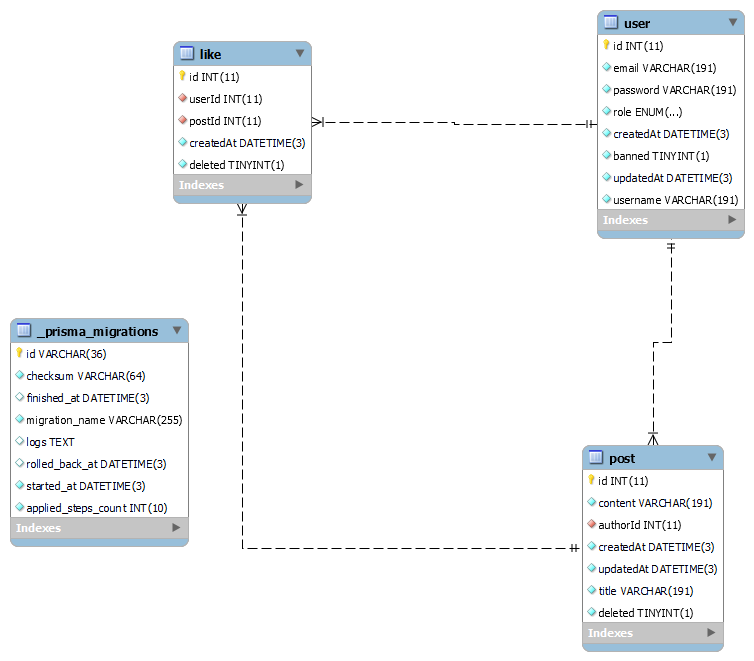 like
id INT(11)
userId INT(11)
postId INT(11)
createdAt DATETIME(3)
deleted TINYINT(1)
Indexes
user
id INT(11)
email VARCHAR(191)
password VARCHAR(191)
role ENUM(...)
createdAt DATETIME(3)
banned TINYINT(1)
updatedAt DATETIME(3)
username VARCHAR(191)
Indexes
_prisma_migrations
id VARCHAR(36)
checksum VARCHAR(64)
finished_at DATETIME(3)
migration_name VARCHAR(255)
logs TEXT
rolled_back_at DATETIME(3)
started_at DATETIME(3)
applied_steps_count INT(10)
Indexes
post
id INT(11)
content VARCHAR(191)
authorId INT(11)
createdAt DATETIME(3)
updatedAt DATETIME(3)
title VARCHAR(191)
deleted TINYINT(1)
Indexes